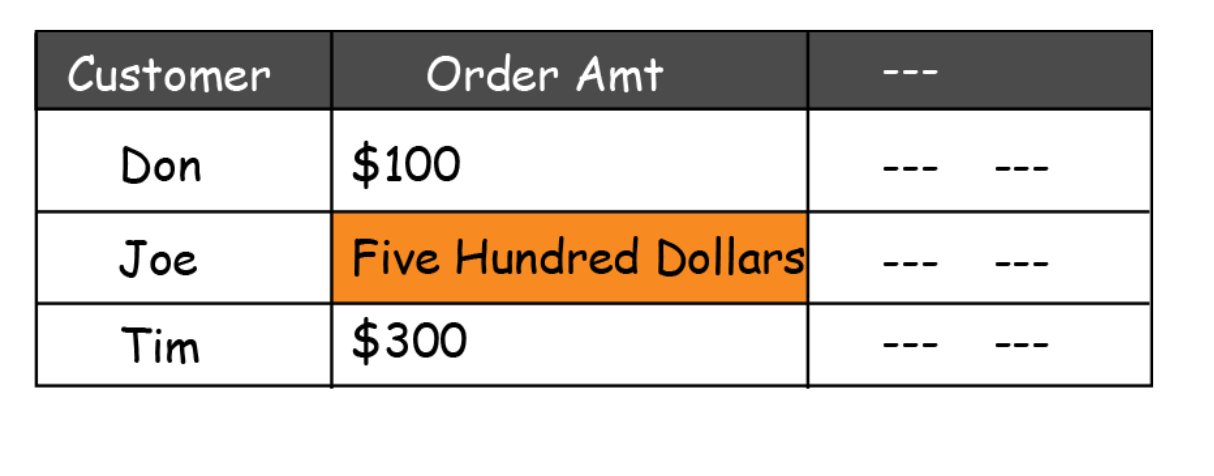 Customer Order Amt ---
Don $100 --- ---
Joe Five Hundred Dollars --- ---
Tim $300 --- ---